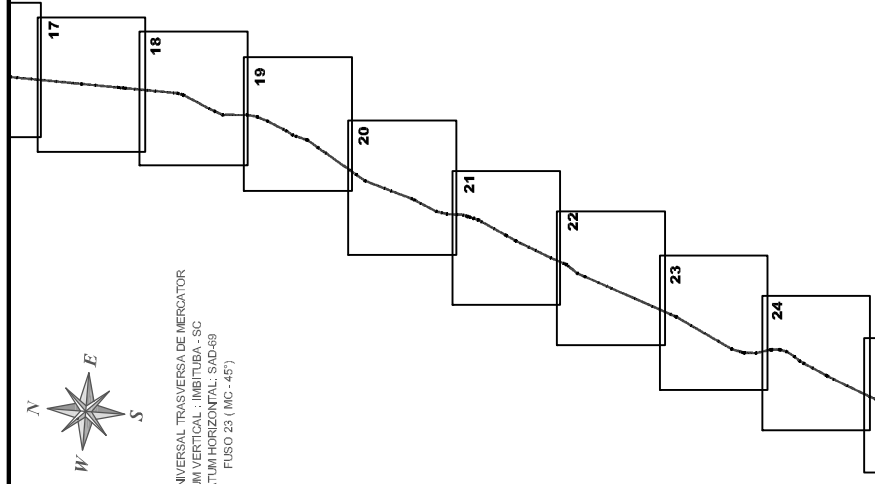 17
18
19
20
21
22
23
24
N
E
W
S
NIVERSAL TRASVERSA DE MERCATOR
UM VERTICAL : IMBITUBA - SC
ATUM HORIZONTAL: SAD-69
FUSO 23 ( MC - 45°)